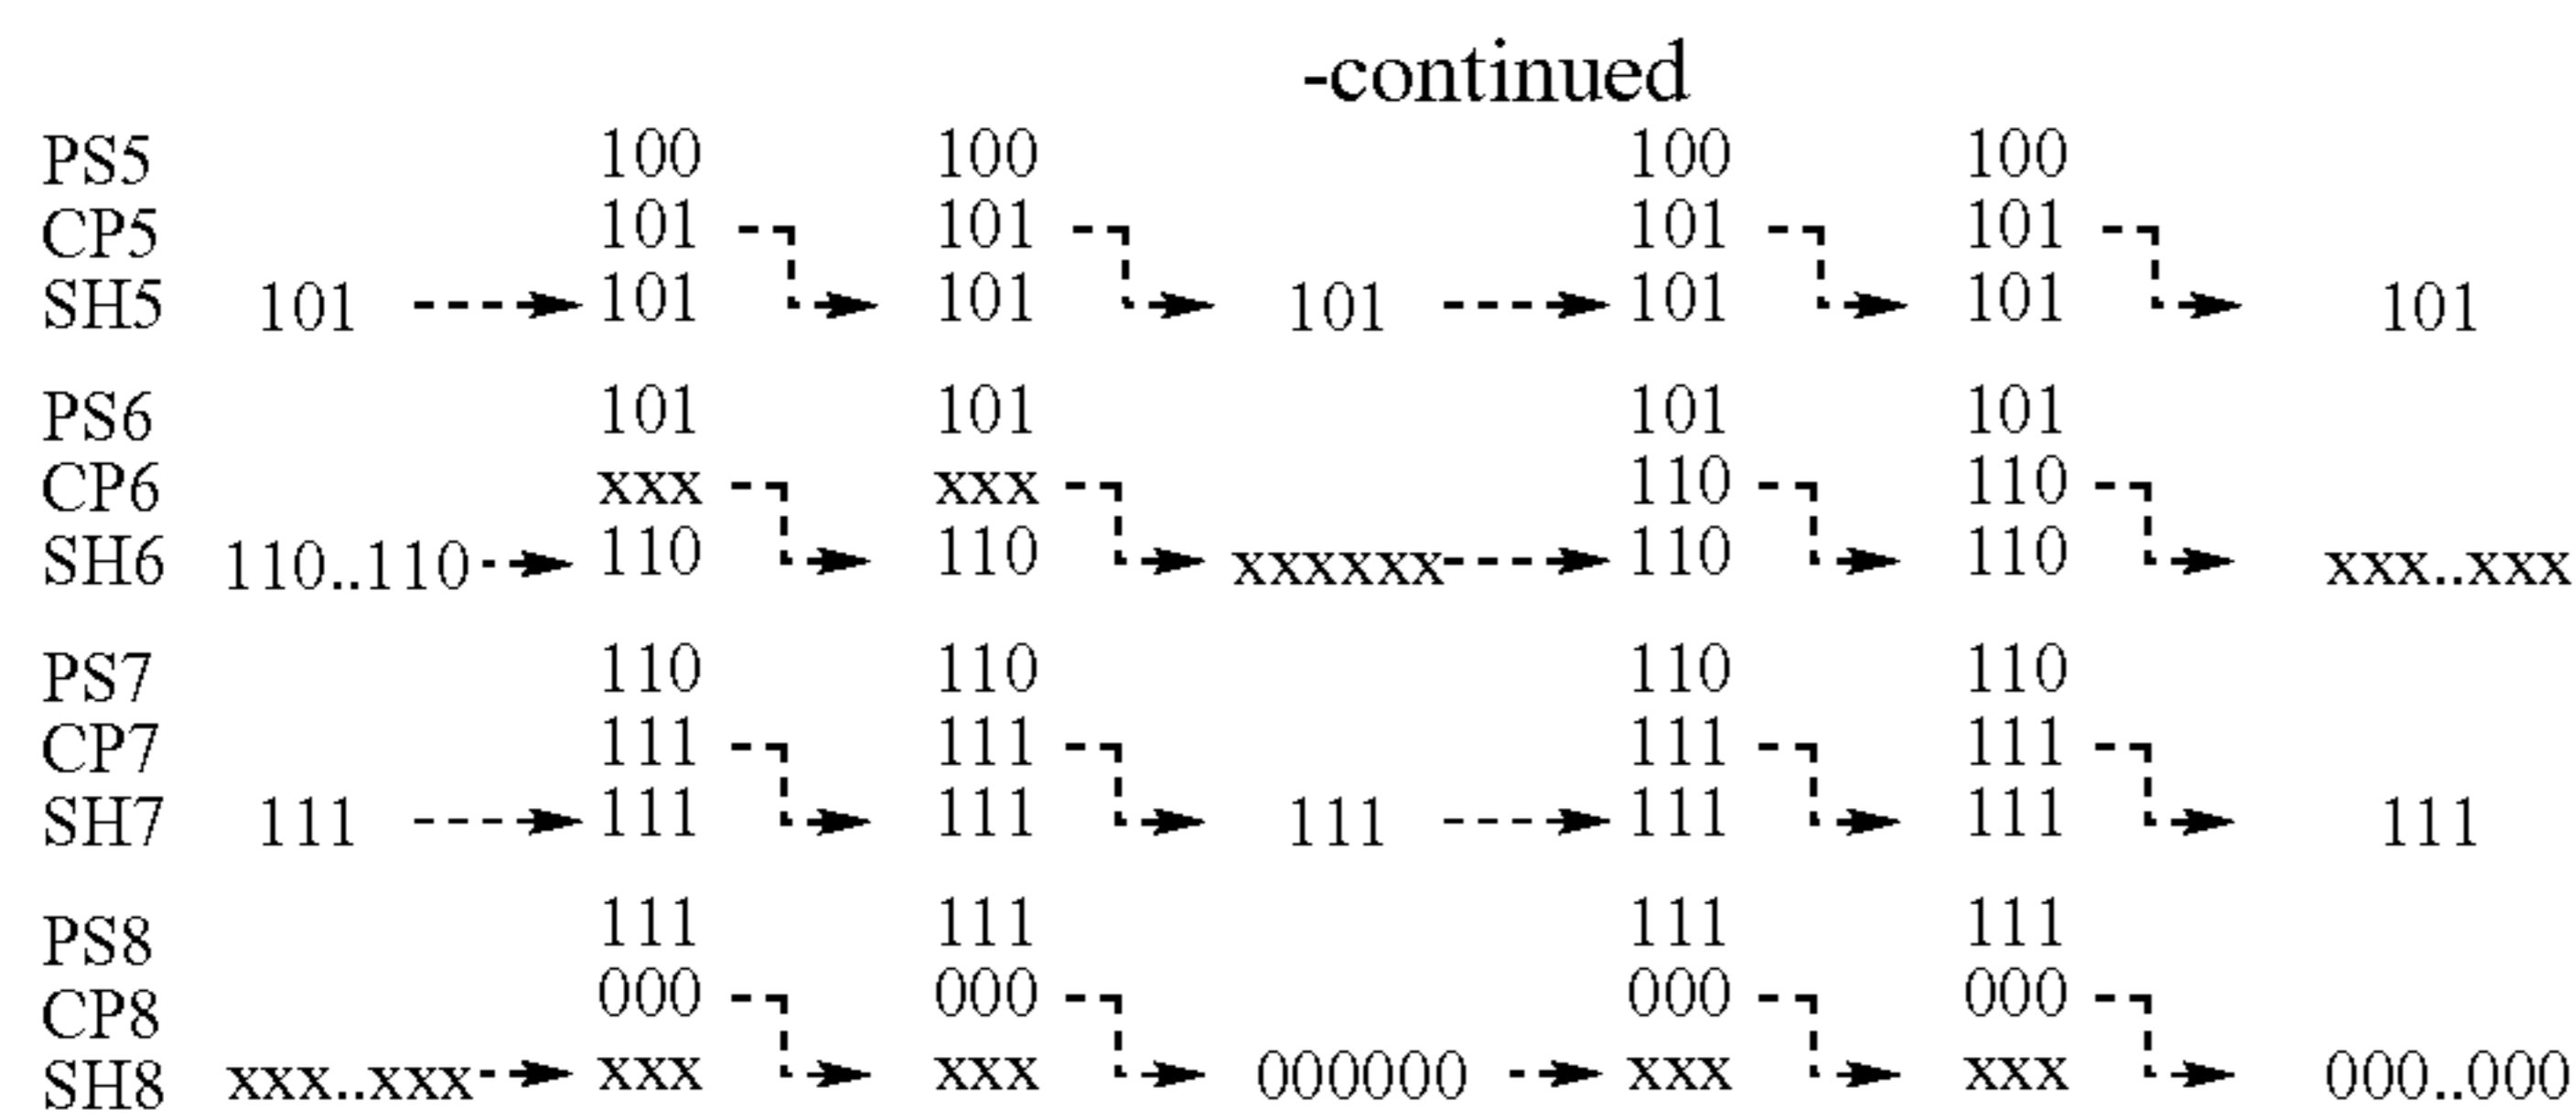 -continued
PS5 100 100 100 100
CP5 101 101 101 101
SH5 101 101 101 101 101 101 101
PS6 101 101 101 101
CP6 xxx xxx 110 110
SH6 110..110 110 110 xxxxxx 110 110 xxx..xxx
PS7 110 110 110 110
CP7 111 111 111 111
SH7 111 111 111 111 111 111 111
PS8 111 111 111 111
CP8 000 000 000 000
SH8 xxx..xxx xxx xxx 000000 xxx xxx 000..000